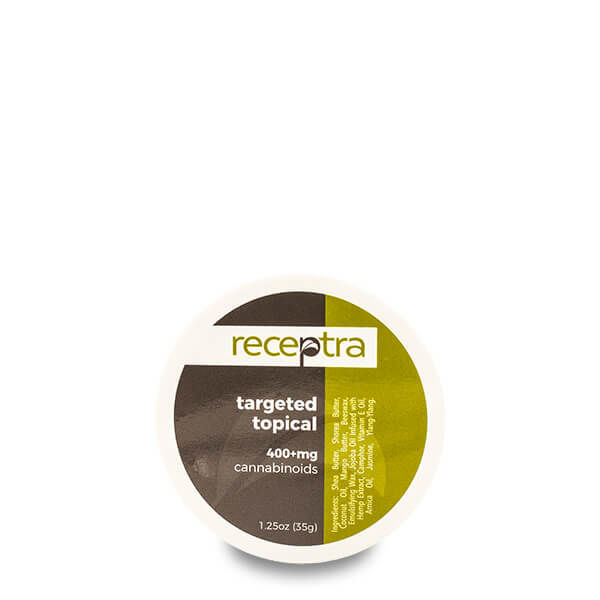 receptra
targeted
topical
400+mg
cannabinoids
1.25oz (35g)
Ingredients: Shea Butter, Shorea Butter,
Coconut Oil, Mango Butter, Beeswax,
Emulsifying Wax, Jojoba Oil Infused with
Hemp Extract, Camphor, Vitamin E Oil,
Arnica Oil, Jasmine, Ylang-Ylang.